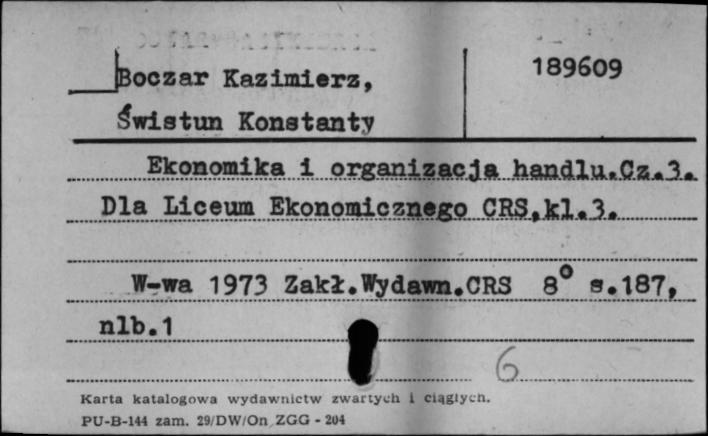 Boczar Kazimierz,
189609
Świstun Konstanty
Ekonomika i organizacja handlu.Cz.3.
Dla Liceum Ekonomicznego CRS,kl.3.
W-wa 1973 Zakł.Wydawn.CRS 8° s.187,
nlb.1
6
Karta katalogowa wydawnictw zwartych i ciągłych.
PU-B-144 zam. 29/DW/On ZGG - 204